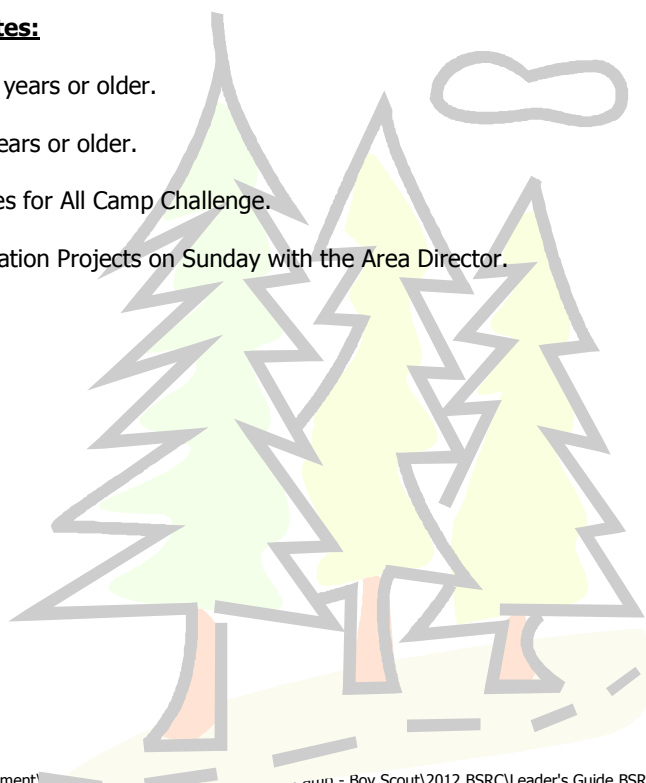 tes:
years or older.
ears or older.
es for All Camp Challenge.
ation Projects on Sunday with the Area Director.
ment\ - Boy Scout\2012 BSRC\Leader's Guide BSR